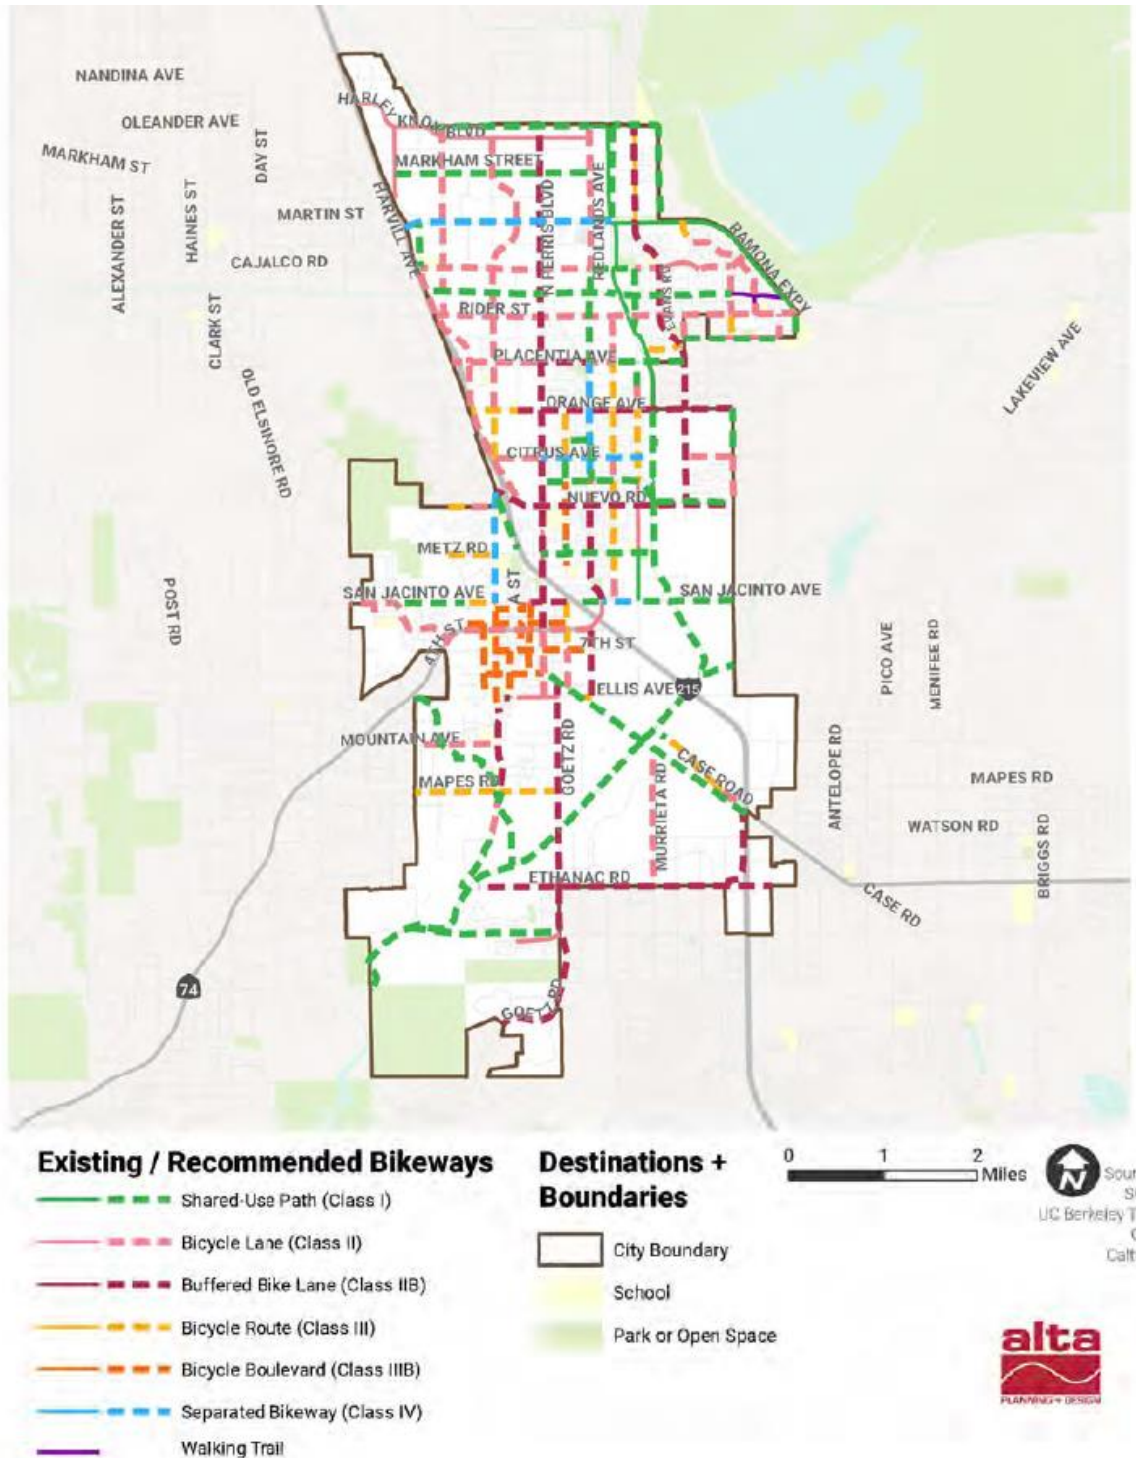 NANDINA AVE
HARLEY KNOX BLVD
OLEANDER AVE
MARKHAM ST
DAY ST
MARKHAM STREET
ALEXANDER ST
HAINES ST
MARTIN ST
HARVILL AVE
N PERRIS BLVD
REDLANDS AVE
RAMONA EXPY
CAJALCO RD
EVANS RD
CLARK ST
RIDER ST
PLACENTIA AVE
LAKEVIEW AVE
OLD ELSINORE RD
ORANGE AVE
CITRUS AVE
NUEVO RD
METZ RD
A ST
POST RD
SAN JACINTO AVE
SAN JACINTO AVE
4TH ST
7TH ST
PICO AVE
MENIFEE RD
ELLIS AVE
215
MOUNTAIN AVE
GOETZ RD
MAPES RD
CASE ROAD
MURRIETA RD
ANTELOPE RD
MAPES RD
WATSON RD
BRIGGS RD
ETHANAC RD
CASE RD
74
GOETZ RD
Existing / Recommended Bikeways
Shared-Use Path (Class I)
Bicycle Lane (Class II)
Buffered Bike Lane (Class IIB)
Bicycle Route (Class III)
Bicycle Boulevard (Class IIIB)
Separated Bikeway (Class IV)
Walking Trail
Destinations +
Boundaries
City Boundary
School
Park or Open Space
0 1 2
Miles
N
Sour
UC Berkeley T
Calt
alta
PLANNING + DESIGN